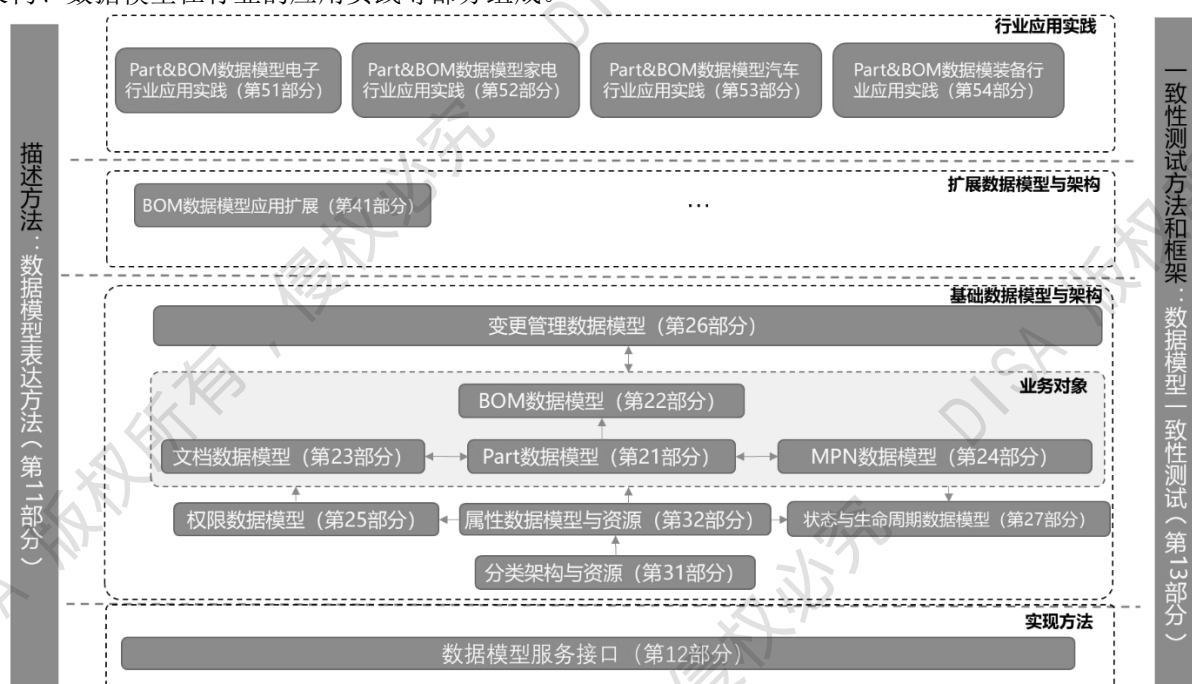 架构、数据模型在行业的应用实践等部分组成。
行业应用实践
Part&BOM数据模型电子
行业应用实践（第51部分）
Part&BOM数据模型家电
行业应用实践（第52部分）
Part&BOM数据模型汽车
行业应用实践（第53部分）
Part&BOM数据模装备行
业应用实践（第54部分）
扩展数据模型与架构
BOM数据模型应用扩展（第41部分）
...
基础数据模型与架构
变更管理数据模型（第26部分）
业务对象
BOM数据模型（第22部分）
文档数据模型（第23部分）
Part数据模型（第21部分）
MPN数据模型（第24部分）
权限数据模型（第25部分）
属性数据模型与资源（第32部分）
状态与生命周期数据模型（第27部分）
分类架构与资源（第31部分）
实现方法
数据模型服务接口（第12部分）
描述方法：数据模型表达方法（第11部分）
一致性测试方法和框架：数据模型一致性测试（第13部分）
版权所有，侵权必究
DISA 版权
侵权必究